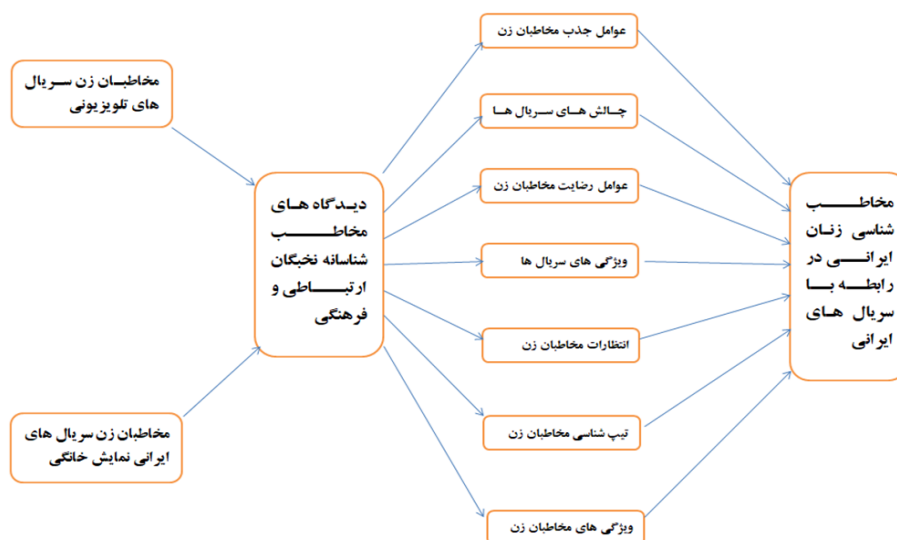 مخاطبان زن سریال
های تلویزیونی
مخاطبان زن سریال های
ایرانی نمایش خانگی
دیدگاه های
مخاطب
شناسانه نخبگان
ارتباطی و
فرهنگی
عوامل جذب مخاطبان زن
چالش های سریال ها
عوامل رضایت مخاطبان زن
ویژگی های سریال ها
انتظارات مخاطبان زن
تیپ شناسی مخاطبان زن
ویژگی های مخاطبان زن
مخاطب
شناسی زنان
ایرانی در
رابطه با
سریال های
ایرانی